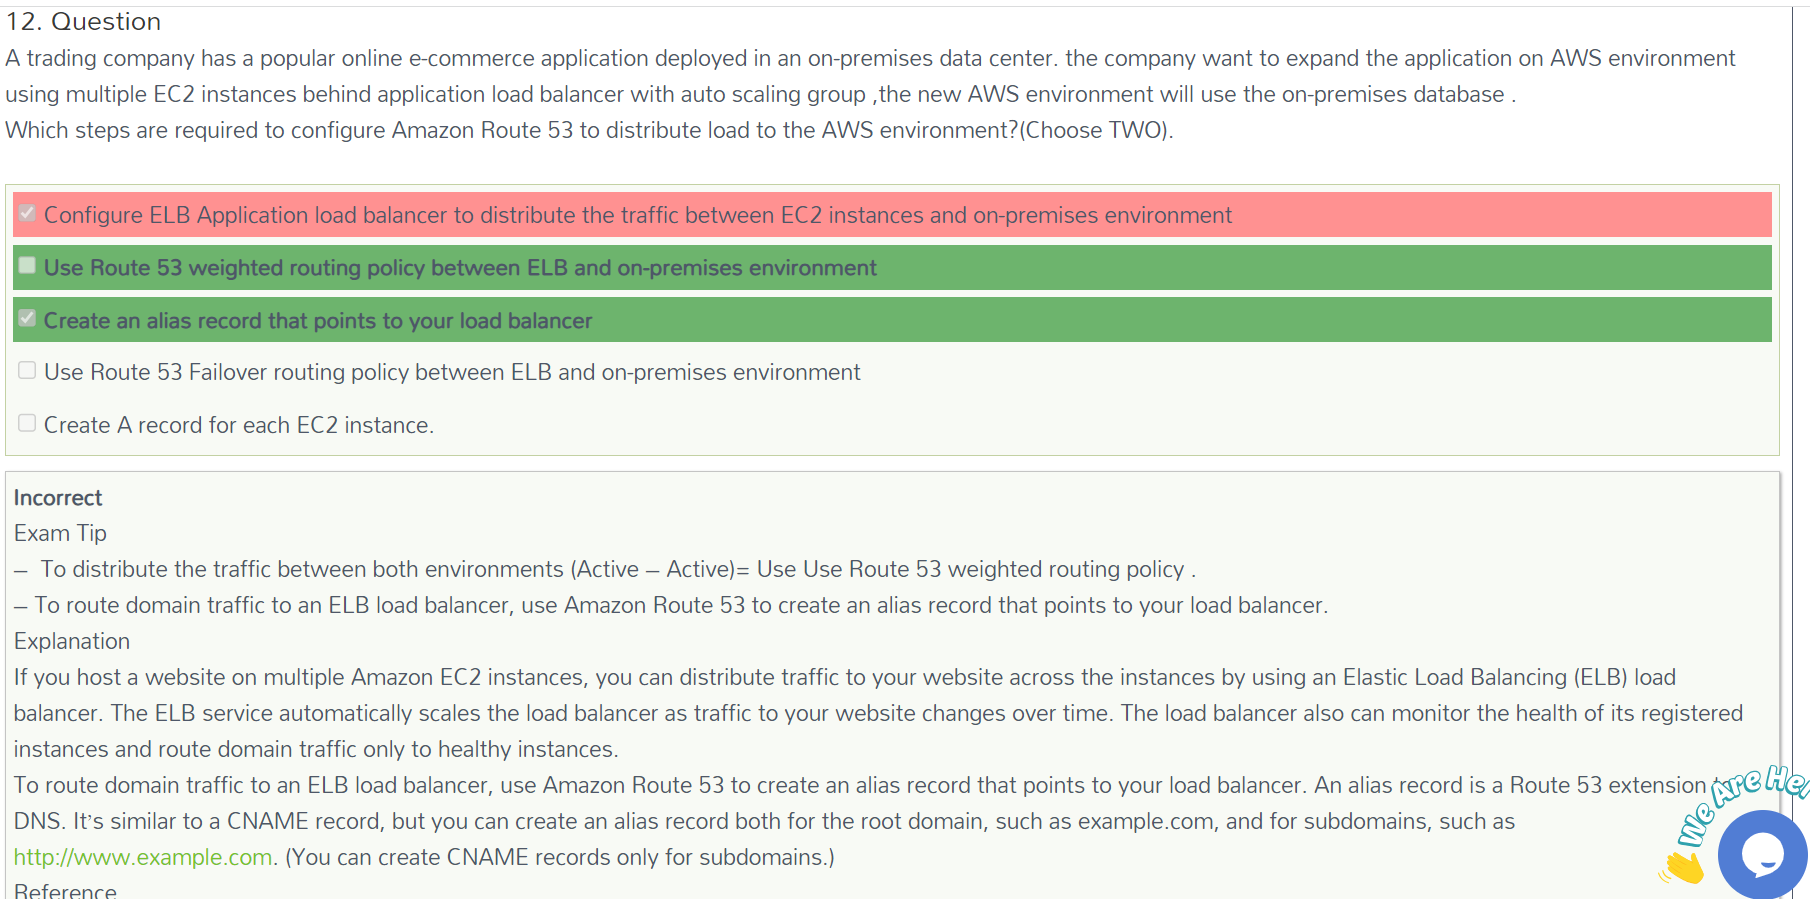 12. Question
A trading company has a popular online e-commerce application deployed in an on-premises data center. the company want to expand the application on AWS environment
using multiple EC2 instances behind application load balancer with auto scaling group ,the new AWS environment will use the on-premises database .
Which steps are required to configure Amazon Route 53 to distribute load to the AWS environment?(Choose TWO).
Configure ELB Application load balancer to distribute the traffic between EC2 instances and on-premises environment
Use Route 53 weighted routing policy between ELB and on-premises environment
Create an alias record that points to your load balancer
Use Route 53 Failover routing policy between ELB and on-premises environment
Create A record for each EC2 instance.
Incorrect
Exam Tip
– To distribute the traffic between both environments (Active – Active)= Use Use Route 53 weighted routing policy .
– To route domain traffic to an ELB load balancer, use Amazon Route 53 to create an alias record that points to your load balancer.
Explanation
If you host a website on multiple Amazon EC2 instances, you can distribute traffic to your website across the instances by using an Elastic Load Balancing (ELB) load
balancer. The ELB service automatically scales the load balancer as traffic to your website changes over time. The load balancer also can monitor the health of its registered
instances and route domain traffic only to healthy instances.
To route domain traffic to an ELB load balancer, use Amazon Route 53 to create an alias record that points to your load balancer. An alias record is a Route 53 extension to
DNS. It’s similar to a CNAME record, but you can create an alias record both for the root domain, such as example.com, and for subdomains, such as
http://www.example.com. (You can create CNAME records only for subdomains.)
Reference
We Are Her